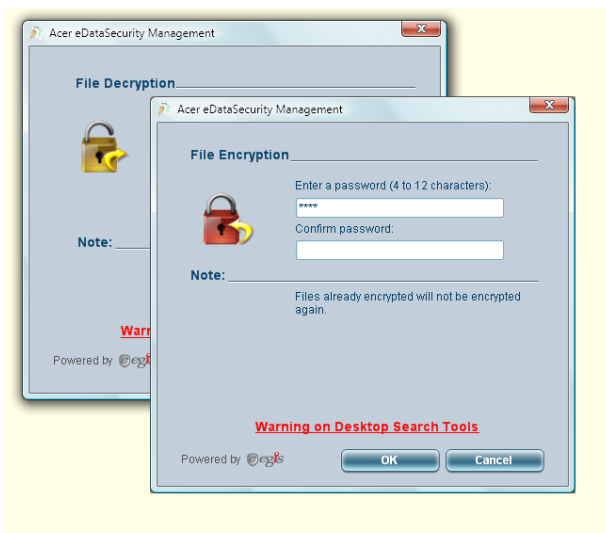 Acer eDataSecurity Management
File Decryption
Note:
Powered by egis
Acer eDataSecurity Management
File Encryption
Enter a password (4 to 12 characters):
****
Confirm password:
Note:
Files already encrypted will not be encrypted
again.
Warning on Desktop Search Tools
Powered by egis
OK
Cancel